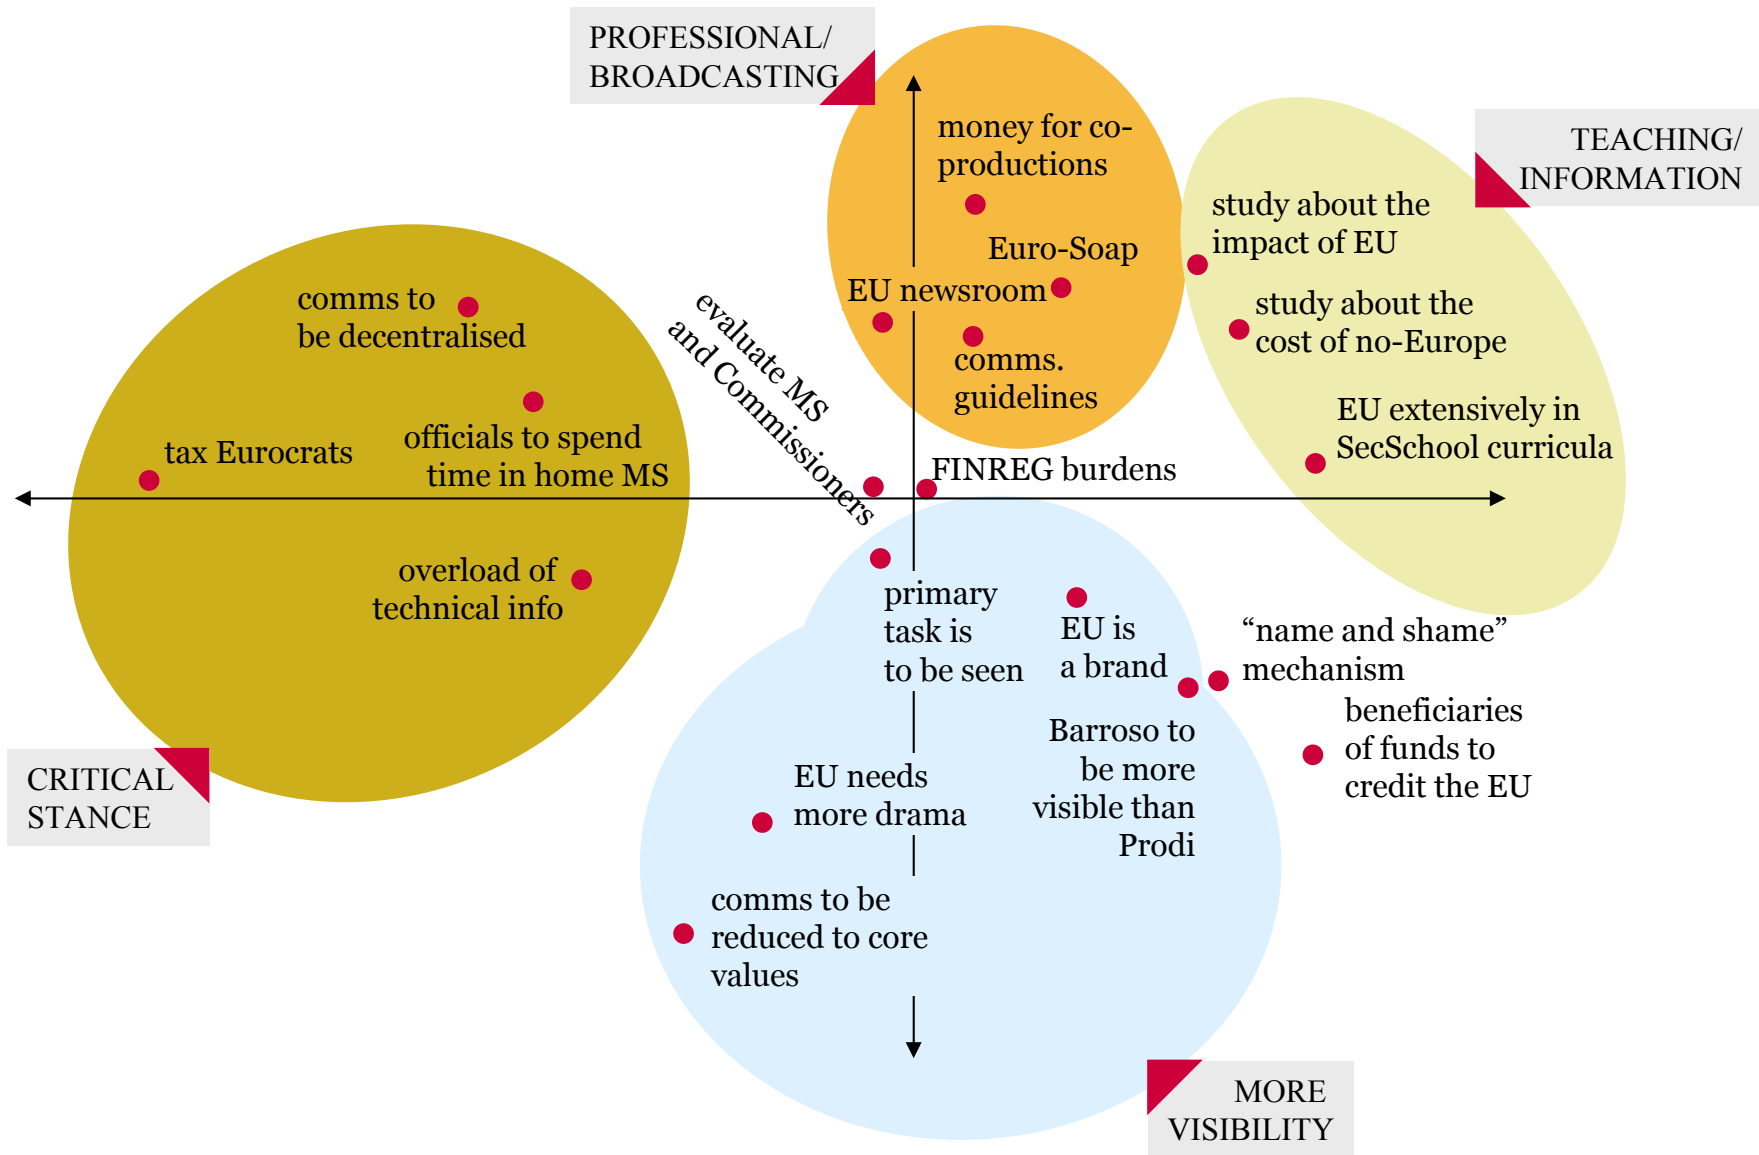 PROFESSIONAL/
BROADCASTING
TEACHING/
INFORMATION
money for co-
productions
Euro-Soap
EU newsroom
comms.
guidelines
study about the
impact of EU
study about the
cost of no-Europe
EU extensively in
SecSchool curricula
comms to
be decentralised
officials to spend
time in home MS
tax Eurocrats
overload of
technical info
evaluate MS
and Commissioners
FINREG burdens
primary
task is
to be seen
EU is
a brand
“name and shame”
mechanism
beneficiaries
of funds to
credit the EU
Barroso to
be more
visible than
Prodi
EU needs
more drama
comms to be
reduced to core
values
CRITICAL
STANCE
MORE
VISIBILITY